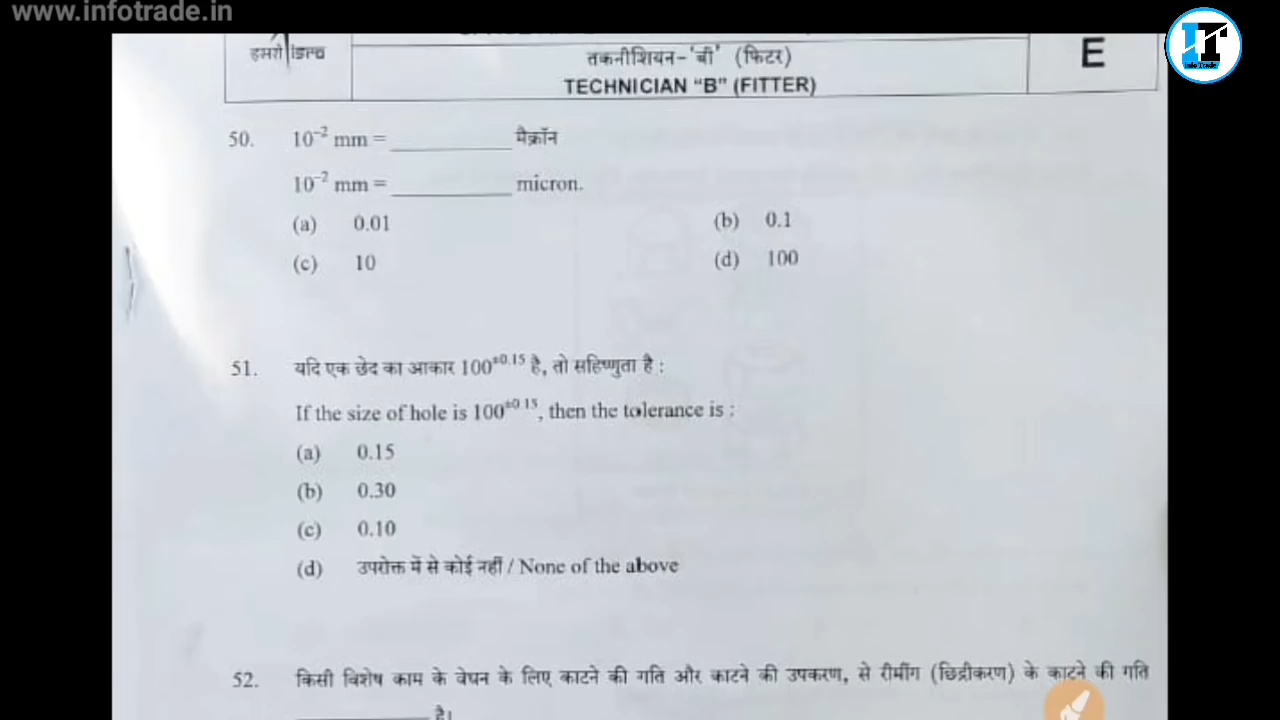 www.infotrade.in
Info Trade
तकनीशियन-'बी' (फिटर)
E
TECHNICIAN "B" (FITTER)
50. 10⁻² mm = __________ मैक्रॉन
10⁻² mm = __________ micron.
(a) 0.01 (b) 0.1
(c) 10 (d) 100
51. यदि एक छेद का आकार 100±0.15 है, तो सहिष्णुता है :
If the size of hole is 100±0.15, then the tolerance is :
(a) 0.15
(b) 0.30
(c) 0.10
(d) उपरोक्त में से कोई नहीं / None of the above
52. किसी विशेष काम के वेधन के लिए काटने की गति और काटने की उपकरण, से रीमींग (छिद्रीकरण) के काटने की गति
__________ है।